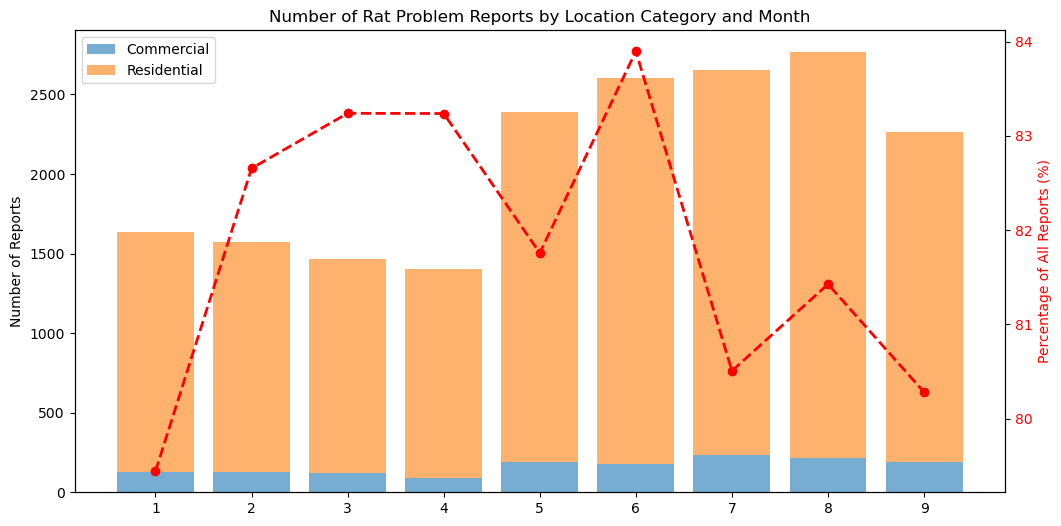 Number of Rat Problem Reports by Location Category and Month
Commercial
Residential
Number of Reports
2500
2000
1500
1000
500
0
1 2 3 4 5 6 7 8 9
84
83
82
81
80
Percentage of All Reports (%)